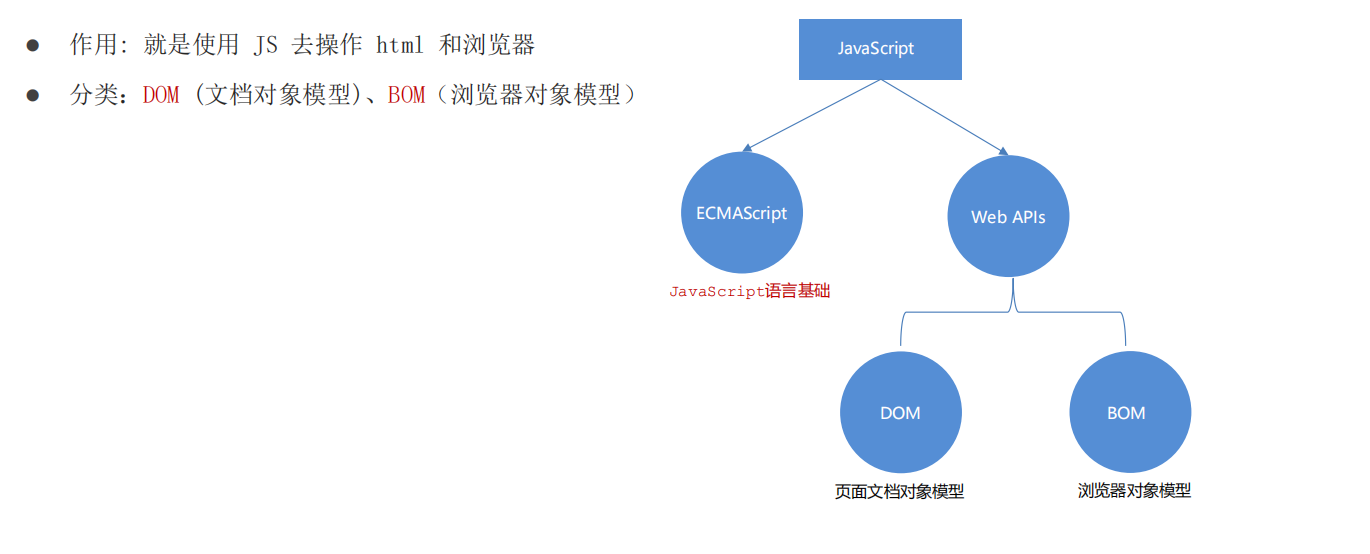 ● 作用: 就是使用 JS 去操作 html 和浏览器
● 分类：DOM (文档对象模型)、BOM（浏览器对象模型）
JavaScript
ECMAScript
Web APIs
JavaScript语言基础
DOM
BOM
页面文档对象模型
浏览器对象模型